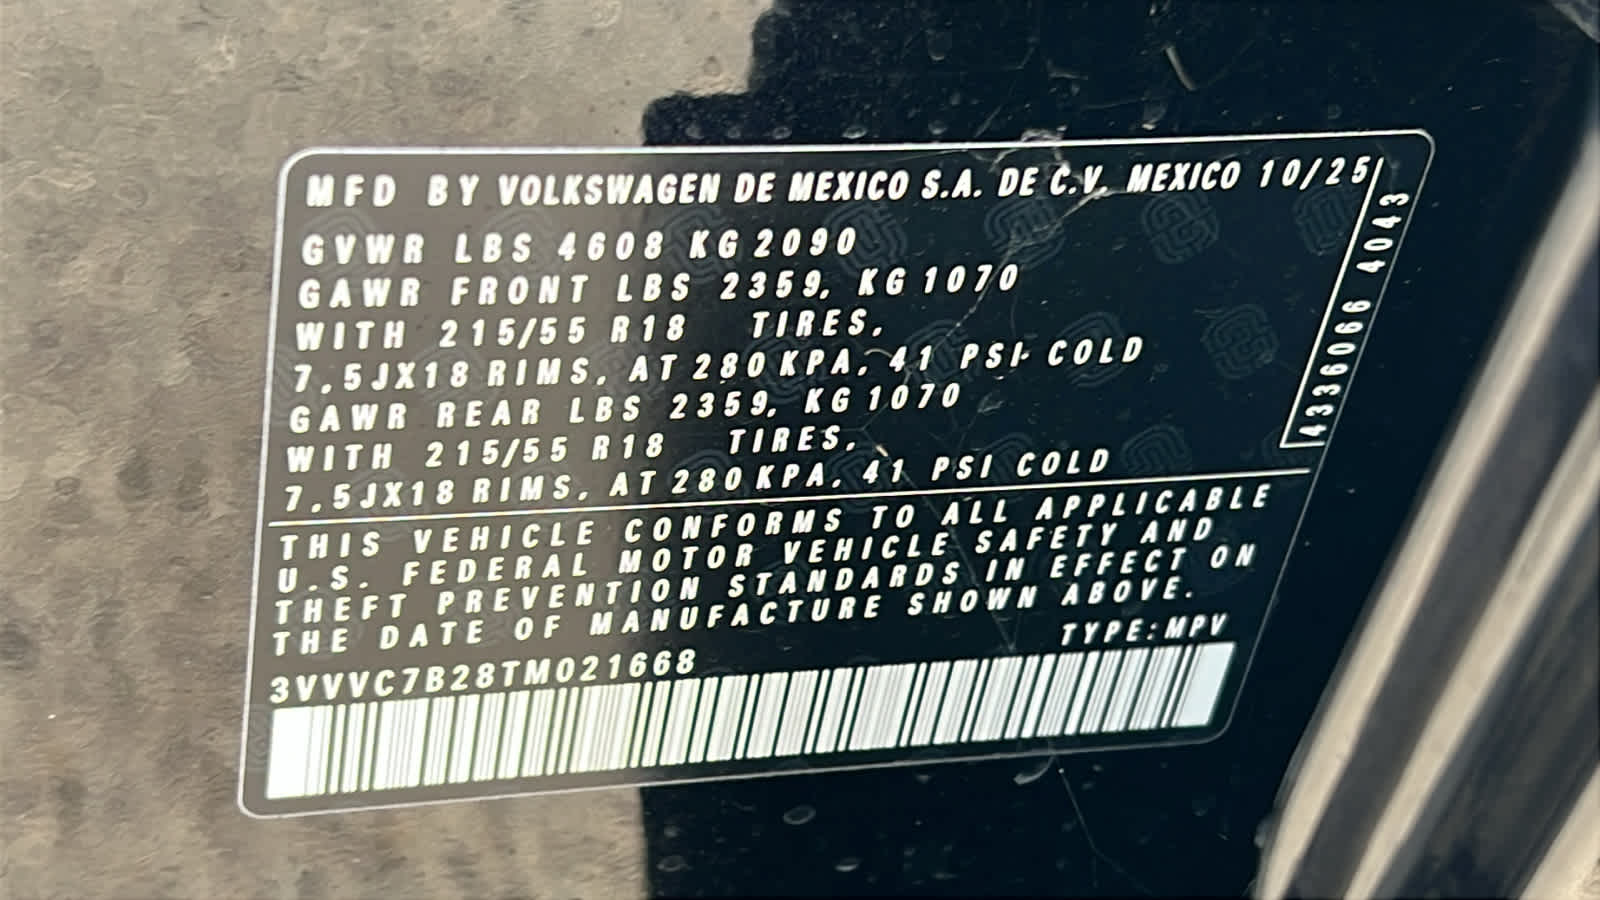 MFD BY VOLKSWAGEN DE MEXICO S.A. DE C.V. MEXICO 10/25
GVWR LBS 4608 KG 2090
GAWR FRONT LBS 2359, KG 1070
WITH 215/55 R18 TIRES,
7,5JX18 RIMS, AT 280KPA, 41 PSI COLD
GAWR REAR LBS 2359, KG 1070
WITH 215/55 R18 TIRES,
7,5JX18 RIMS, AT 280KPA, 41 PSI COLD
4336066 4043
THIS VEHICLE CONFORMS TO ALL APPLICABLE
U.S. FEDERAL MOTOR VEHICLE SAFETY AND
THEFT PREVENTION STANDARDS IN EFFECT ON
THE DATE OF MANUFACTURE SHOWN ABOVE.
TYPE:MPV
3VVVC7B28TM021668